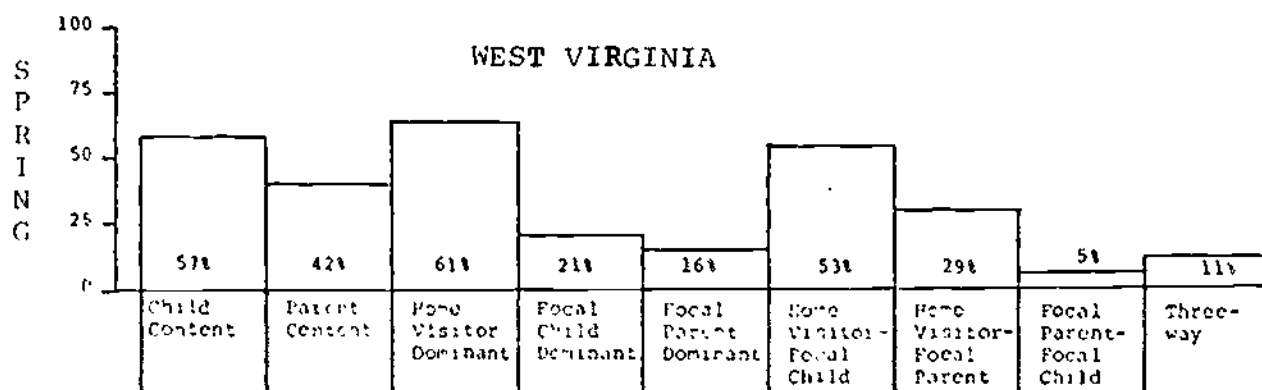 WEST VIRGINIA
SPRING
100
75
50
25
0
57% 42% 61% 21% 16% 53% 29% 5% 11%
Child Content
Parent Content
Home Visitor Dominant
Focal Child Dominant
Focal Parent Dominant
Home Visitor-Focal Child
Home Visitor-Focal Parent
Focal Parent-Focal Child
Three-way